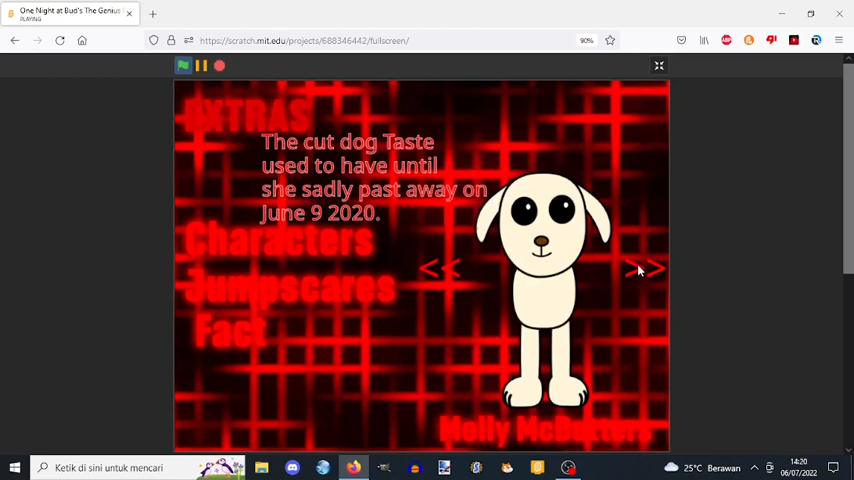 One Night at Bud's The Genius
PLAYING
https://scratch.mit.edu/projects/688346442/fullscreen/
90%
EXTRAS
The cut dog Taste
used to have until
she sadly past away on
June 9 2020.
Characters
<< >>
Jumpscares
Fact
Molly McButters
Ketik di sini untuk mencari
25°C Berawan
14:20
06/07/2022